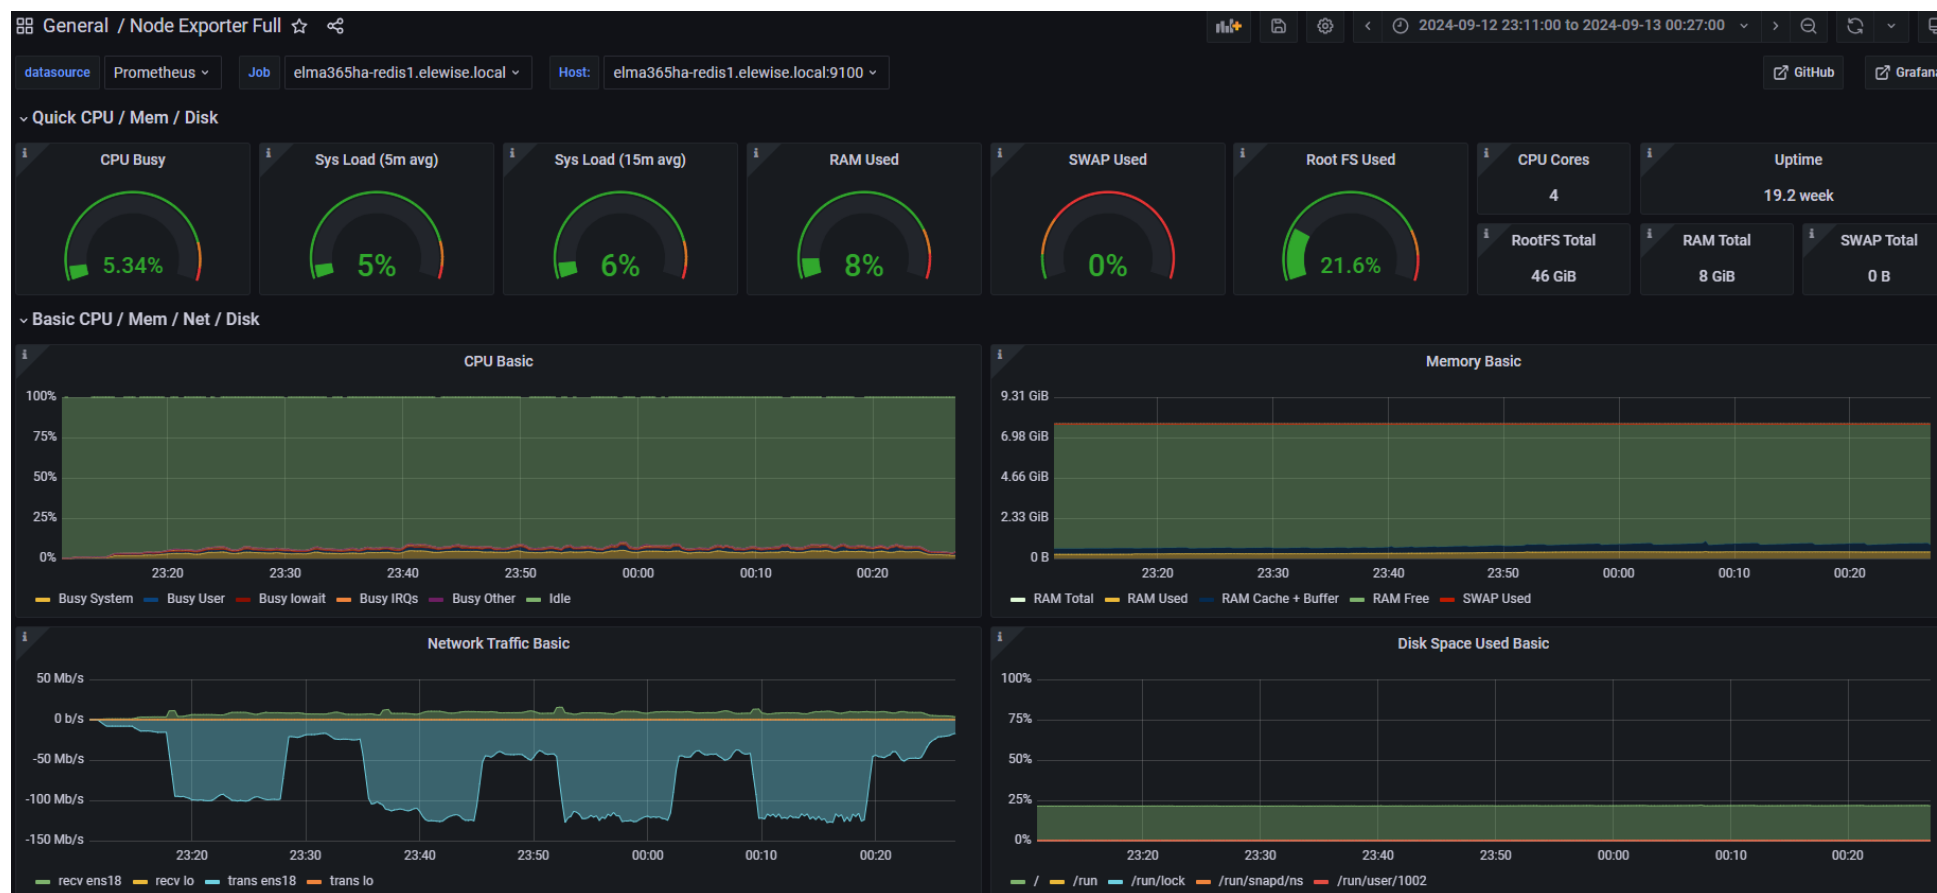 General / Node Exporter Full
2024-09-12 23:11:00 to 2024-09-13 00:27:00
datasource Prometheus Job elma365ha-redis1.elewise.local Host: elma365ha-redis1.elewise.local:9100 GitHub Grafana
Quick CPU / Mem / Disk
CPU Busy
5.34%
Sys Load (5m avg)
5%
Sys Load (15m avg)
6%
RAM Used
8%
SWAP Used
0%
Root FS Used
21.6%
CPU Cores
4
Uptime
19.2 week
RootFS Total
46 GiB
RAM Total
8 GiB
SWAP Total
0 B
Basic CPU / Mem / Net / Disk
CPU Basic
100%
75%
50%
25%
0%
23:20 23:30 23:40 23:50 00:00 00:10 00:20
Busy System Busy User Busy Iowait Busy IRQs Busy Other Idle
Memory Basic
9.31 GiB
6.98 GiB
4.66 GiB
2.33 GiB
0 B
23:20 23:30 23:40 23:50 00:00 00:10 00:20
RAM Total RAM Used RAM Cache + Buffer RAM Free SWAP Used
Network Traffic Basic
50 Mb/s
0 b/s
-50 Mb/s
-100 Mb/s
-150 Mb/s
23:20 23:30 23:40 23:50 00:00 00:10 00:20
recv ens18 recv lo trans ens18 trans lo
Disk Space Used Basic
100%
75%
50%
25%
0%
23:20 23:30 23:40 23:50 00:00 00:10 00:20
/ /run /run/lock /run/snapd/ns /run/user/1002